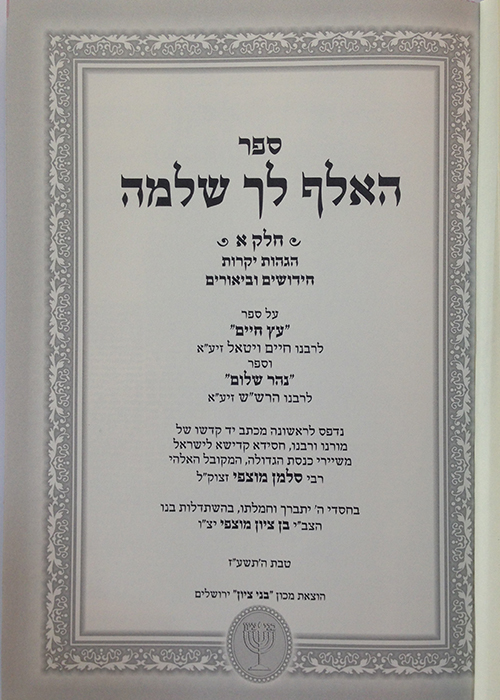 ספר
האלף לך שלמה
חלק א
הגהות יקרות
חידושים וביאורים
על ספר
"עץ חיים"
לרבנו חיים ויטאל זיע"א
וספר
"נהר שלום"
לרבנו הרש"ש זיע"א
נדפס לראשונה מכתב יד קדשו של
מורנו ורבנו, חסידא קדישא לישראל
משיירי כנסת הגדולה, המקובל האלהי
רבי סלמן מוצפי זצוק"ל
בחסדי ה' יתברך וחמלתו, בהשתדלות בנו
הצב"י בן ציון מוצפי יצ"ו
טבת ה'תשע"ז
הוצאת מכון "בני ציון" ירושלים